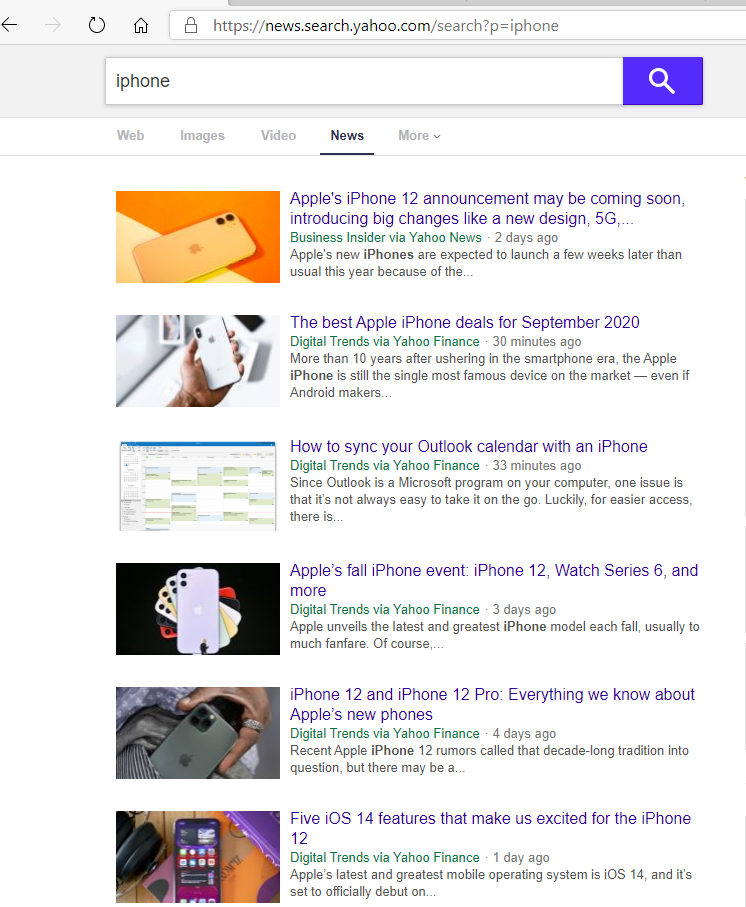 https://news.search.yahoo.com/search?p=iphone
iphone
Web Images Video News More
Apple's iPhone 12 announcement may be coming soon,
introducing big changes like a new design, 5G,...
Business Insider via Yahoo News · 2 days ago
Apple's new iPhones are expected to launch a few weeks later than
usual this year because of the...
The best Apple iPhone deals for September 2020
Digital Trends via Yahoo Finance · 30 minutes ago
More than 10 years after ushering in the smartphone era, the Apple
iPhone is still the single most famous device on the market — even if
Android makers...
How to sync your Outlook calendar with an iPhone
Digital Trends via Yahoo Finance · 33 minutes ago
Since Outlook is a Microsoft program on your computer, one issue is
that it's not always easy to take it on the go. Luckily, for easier access,
there is...
Apple’s fall iPhone event: iPhone 12, Watch Series 6, and
more
Digital Trends via Yahoo Finance · 3 days ago
Apple unveils the latest and greatest iPhone model each fall, usually to
much fanfare. Of course,...
iPhone 12 and iPhone 12 Pro: Everything we know about
Apple’s new phones
Digital Trends via Yahoo Finance · 4 days ago
Recent Apple iPhone 12 rumors called that decade-long tradition into
question, but there may be a...
Five iOS 14 features that make us excited for the iPhone
12
Digital Trends via Yahoo Finance · 1 day ago
Apple’s latest and greatest mobile operating system is iOS 14, and it’s
set to officially debut on...